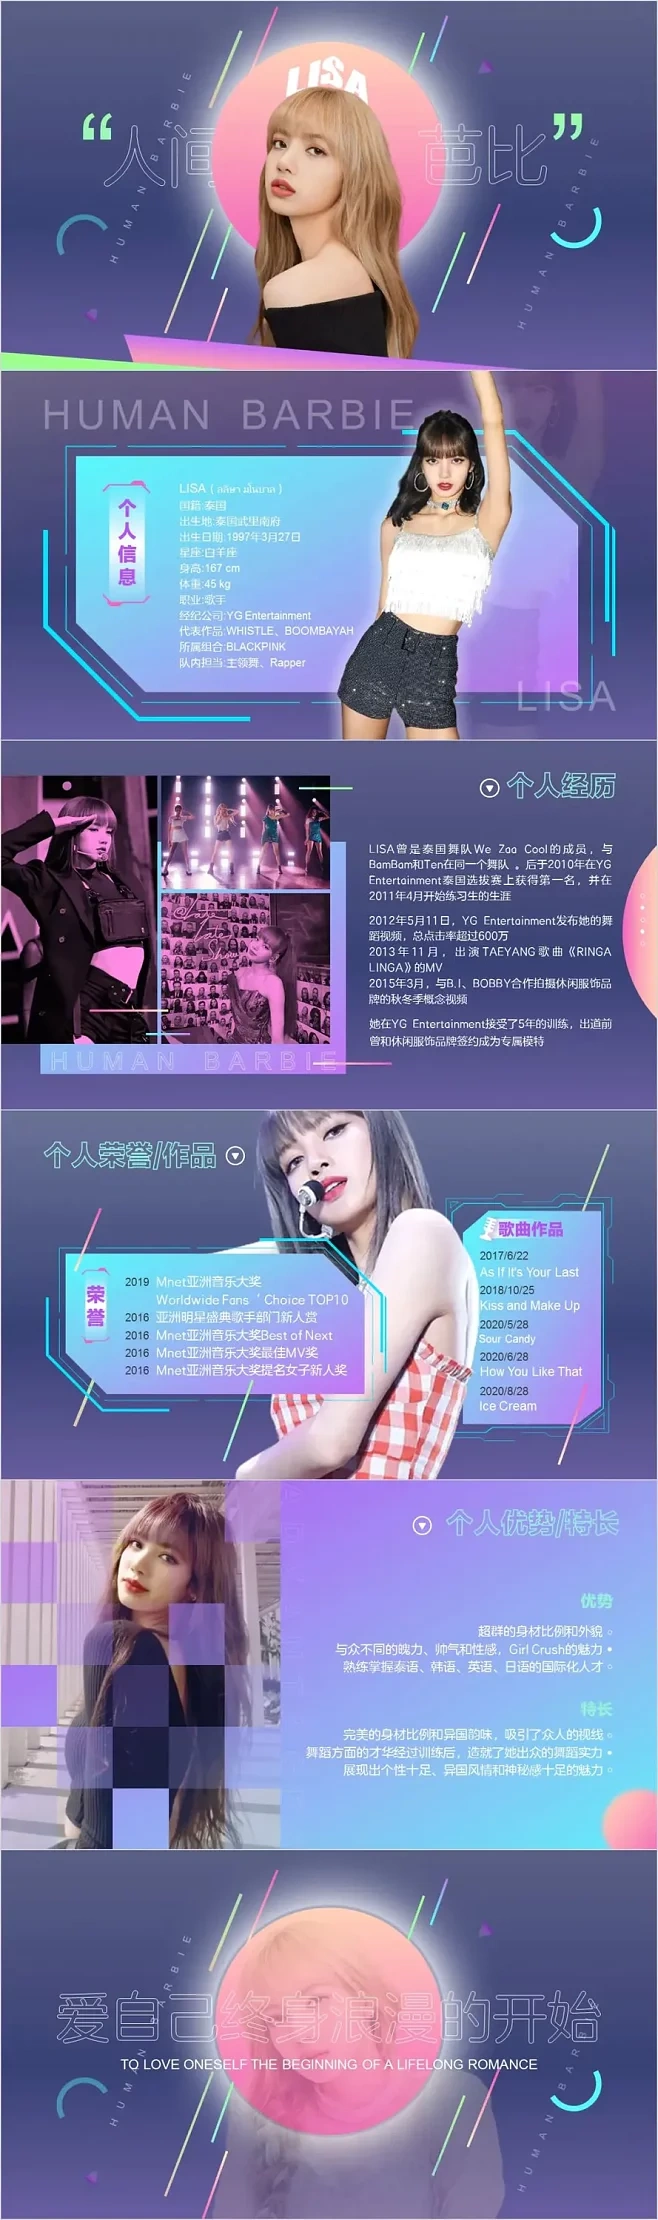 LISA
“人间芭比”
HUMAN BARBIE
HUMAN BARBIE
HUMAN BARBIE
个人信息
LISA（ลลิษา มโนบาล）
国籍:泰国
出生地:泰国武里南府
出生日期:1997年3月27日
星座:白羊座
身高:167 cm
体重:45 kg
职业:歌手
经纪公司:YG Entertainment
代表作品:WHISTLE、BOOMBAYAH
所属组合:BLACKPINK
队内担当:主领舞、Rapper
LISA
个人经历
LISA曾是泰国舞队We Zaa Cool的成员，与
BamBam和Ten在同一个舞队 。后于2010年在YG
Entertainment泰国选拔赛上获得第一名，并在
2011年4月开始练习生的生涯
2012年5月11日，YG Entertainment发布她的舞
蹈视频，总点击率超过600万
2013年11月，出演TAEYANG歌曲《RINGA
LINGA》的MV
2015年3月，与B.I、BOBBY合作拍摄休闲服饰品
牌的秋冬季概念视频
她在YG Entertainment接受了5年的训练，出道前
曾和休闲服饰品牌签约成为专属模特
HUMAN BARBIE
个人荣誉/作品
荣誉
2019 Mnet亚洲音乐大奖
Worldwide Fans ‘ Choice TOP10
2016 亚洲明星盛典歌手部门新人赏
2016 Mnet亚洲音乐大奖Best of Next
2016 Mnet亚洲音乐大奖最佳MV奖
2016 Mnet亚洲音乐大奖提名女子新人奖
歌曲作品
2017/6/22
As If It's Your Last
2018/10/25
Kiss and Make Up
2020/5/28
Sour Candy
2020/6/28
How You Like That
2020/8/28
Ice Cream
个人优势/特长
优势
超群的身材比例和外貌
与众不同的魄力、帅气和性感，Girl Crush的魅力
熟练掌握泰语、韩语、英语、日语的国际化人才
特长
完美的身材比例和异国韵味，吸引了众人的视线
舞蹈方面的才华经过训练后，造就了她出众的舞蹈实力
展现出个性十足、异国风情和神秘感十足的魅力
爱自己终身浪漫的开始
TO LOVE ONESELF THE BEGINNING OF A LIFELONG ROMANCE
HUMAN BARBIE
HUMAN BARBIE